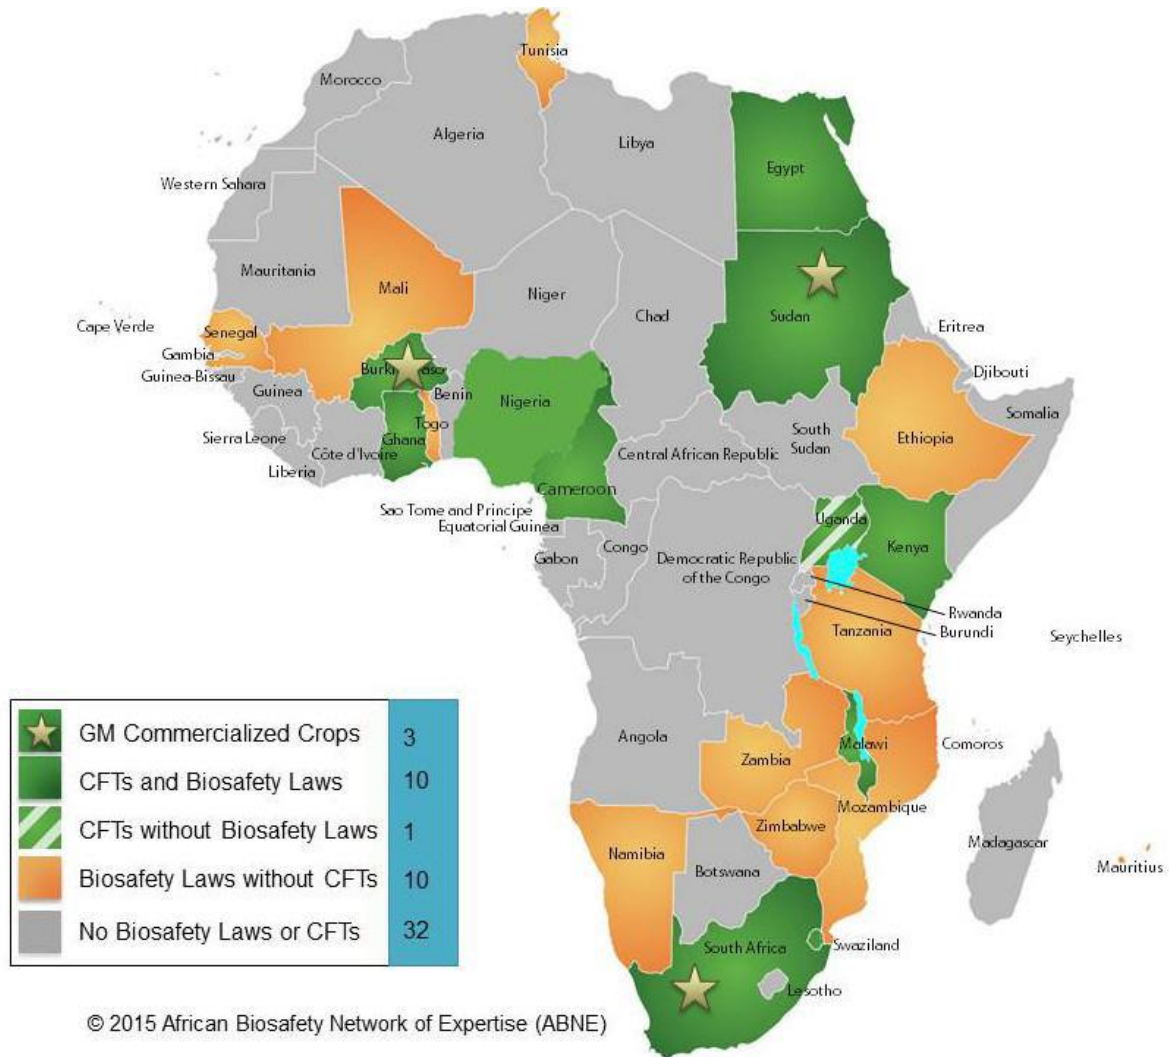 Tunisia
Morocco
Algeria
Libya
Egypt
Western Sahara
Mauritania
Mali
Niger
Chad
Sudan
Eritrea
Cape Verde
Senegal
Gambia
Guinea-Bissau
Guinea
Burkina Faso
Benin
Nigeria
Djibouti
Somalia
Sierra Leone
Liberia
Côte d'Ivoire
Ghana
Togo
Central African Republic
South
Sudan
Ethiopia
Cameroon
Sao Tome and Principe
Equatorial Guinea
Gabon
Congo
Democratic Republic
of the Congo
Uganda
Kenya
Rwanda
Burundi
Tanzania
Seychelles
Angola
Zambia
Malawi
Comoros
Mozambique
Zimbabwe
Namibia
Botswana
Madagascar
Mauritius
South Africa
Swaziland
Lesotho
GM Commercialized Crops 3
CFTs and Biosafety Laws 10
CFTs without Biosafety Laws 1
Biosafety Laws without CFTs 10
No Biosafety Laws or CFTs 32
© 2015 African Biosafety Network of Expertise (ABNE)